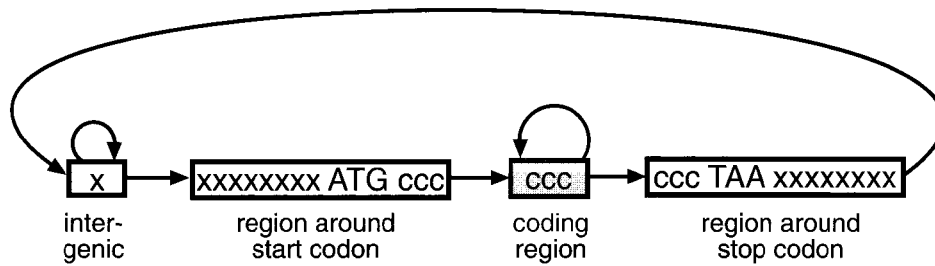 x
xxxxxxxx ATG ccc
ccc
ccc TAA xxxxxxxx
inter-
genic
region around
start codon
coding
region
region around
stop codon